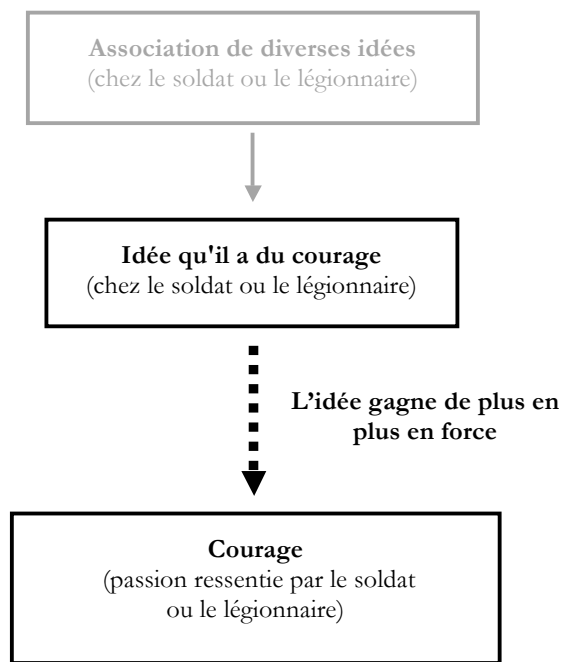 Association de diverses idées
(chez le soldat ou le légionnaire)
Idée qu'il a du courage
(chez le soldat ou le légionnaire)
L’idée gagne de plus en
plus en force
Courage
(passion ressentie par le soldat
ou le légionnaire)